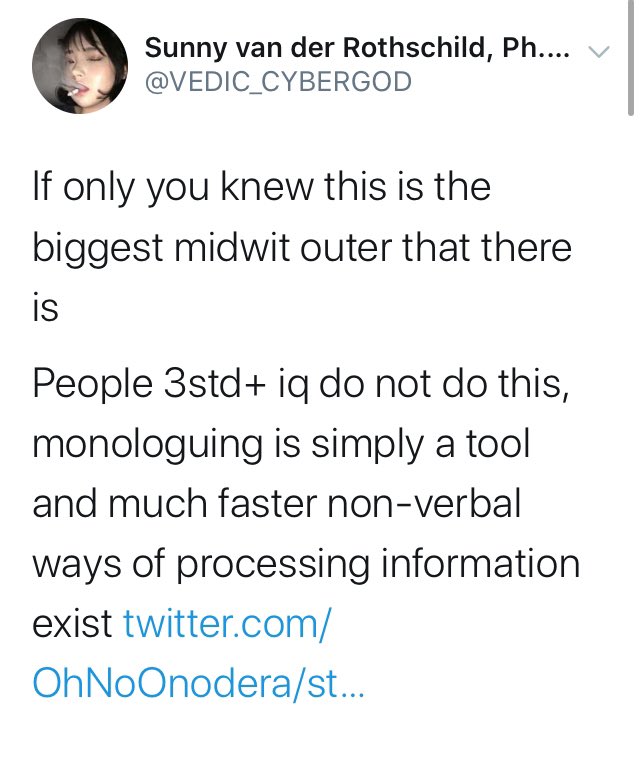 Sunny van der Rothschild, Ph....
@VEDIC_CYBERGOD
If only you knew this is the
biggest midwit outer that there
is
People 3std+ iq do not do this,
monologuing is simply a tool
and much faster non-verbal
ways of processing information
exist twitter.com/
OhNoOnodera/st...